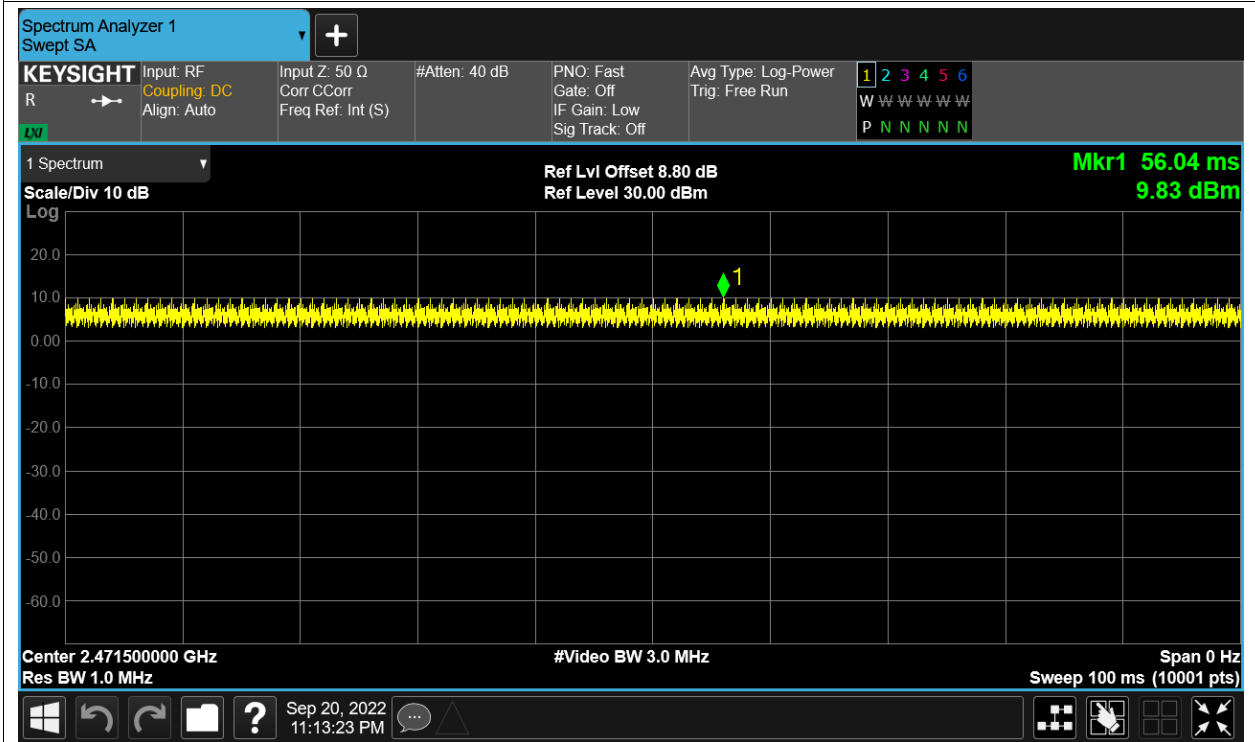 Spectrum Analyzer 1
Swept SA
KEYSIGHT
R
LXI
Input: RF
Coupling: DC
Align: Auto
Input Z: 50 Ω
Corr CCorr
Freq Ref: Int (S)
#Atten: 40 dB
PNO: Fast
Gate: Off
IF Gain: Low
Sig Track: Off
Avg Type: Log-Power
Trig: Free Run
1 2 3 4 5 6
W W W W W W
P N N N N N
1 Spectrum
Scale/Div 10 dB
Log
Ref Lvl Offset 8.80 dB
Ref Level 30.00 dBm
Mkr1 56.04 ms
9.83 dBm
1
20.0
10.0
0.00
-10.0
-20.0
-30.0
-40.0
-50.0
-60.0
Center 2.471500000 GHz
Res BW 1.0 MHz
#Video BW 3.0 MHz
Span 0 Hz
Sweep 100 ms (10001 pts)
?
Sep 20, 2022
11:13:23 PM